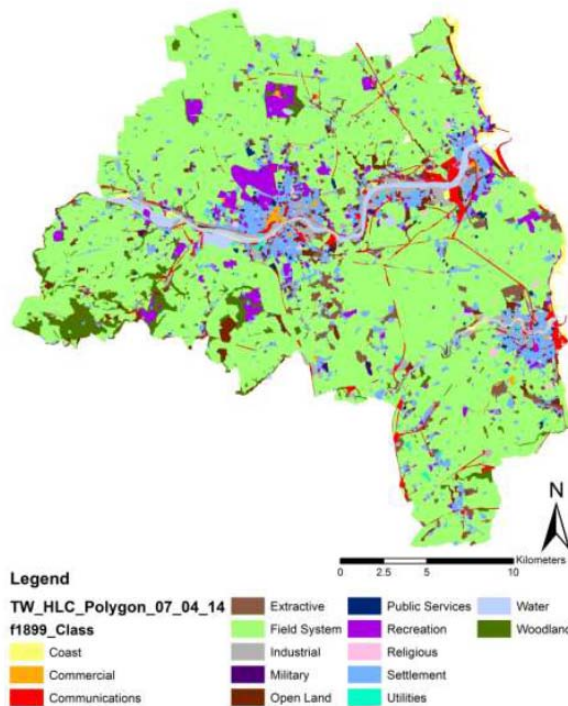 N
Kilometers
0 2.5 5 10
Legend
TW_HLC_Polygon_07_04_14
f1899_Class
Coast
Commercial
Communications
Extractive
Field System
Industrial
Military
Open Land
Public Services
Recreation
Religious
Settlement
Utilities
Water
Woodland